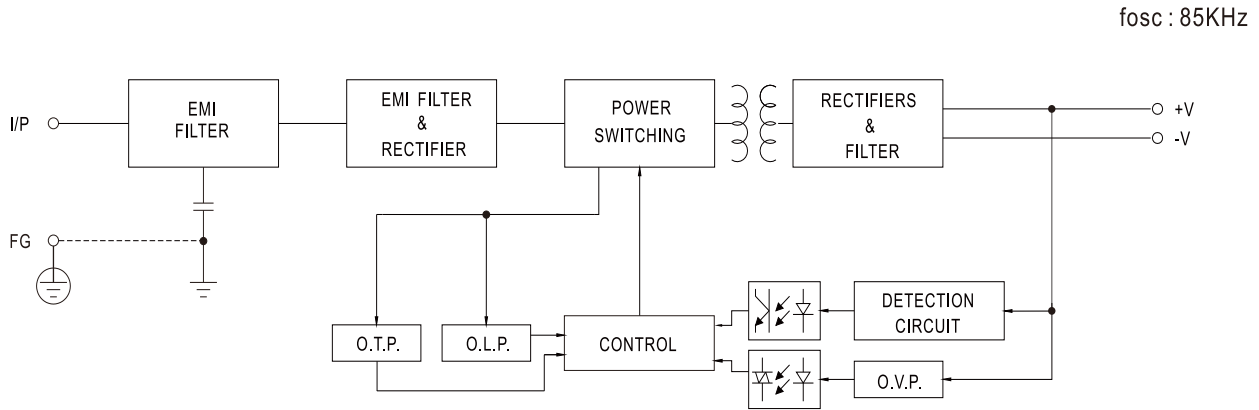 fosc : 85KHz
I/P
EMI
FILTER
EMI FILTER
&
RECTIFIER
POWER
SWITCHING
RECTIFIERS
&
FILTER
+V
-V
FG
O.T.P.
O.L.P.
CONTROL
DETECTION
CIRCUIT
O.V.P.